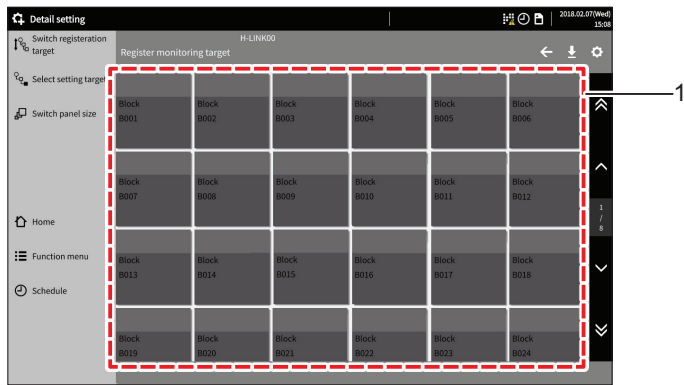 Detail setting
2018.02.07(Wed)
15:08
Switch registeration
target
H-LINK00
Register monitoring target
Select setting target
Switch panel size
Home
Function menu
Schedule
Block
B001
Block
B002
Block
B003
Block
B004
Block
B005
Block
B006
Block
B007
Block
B008
Block
B009
Block
B010
Block
B011
Block
B012
Block
B013
Block
B014
Block
B015
Block
B016
Block
B017
Block
B018
Block
B019
Block
B020
Block
B021
Block
B022
Block
B023
Block
B024
1
/
8
1